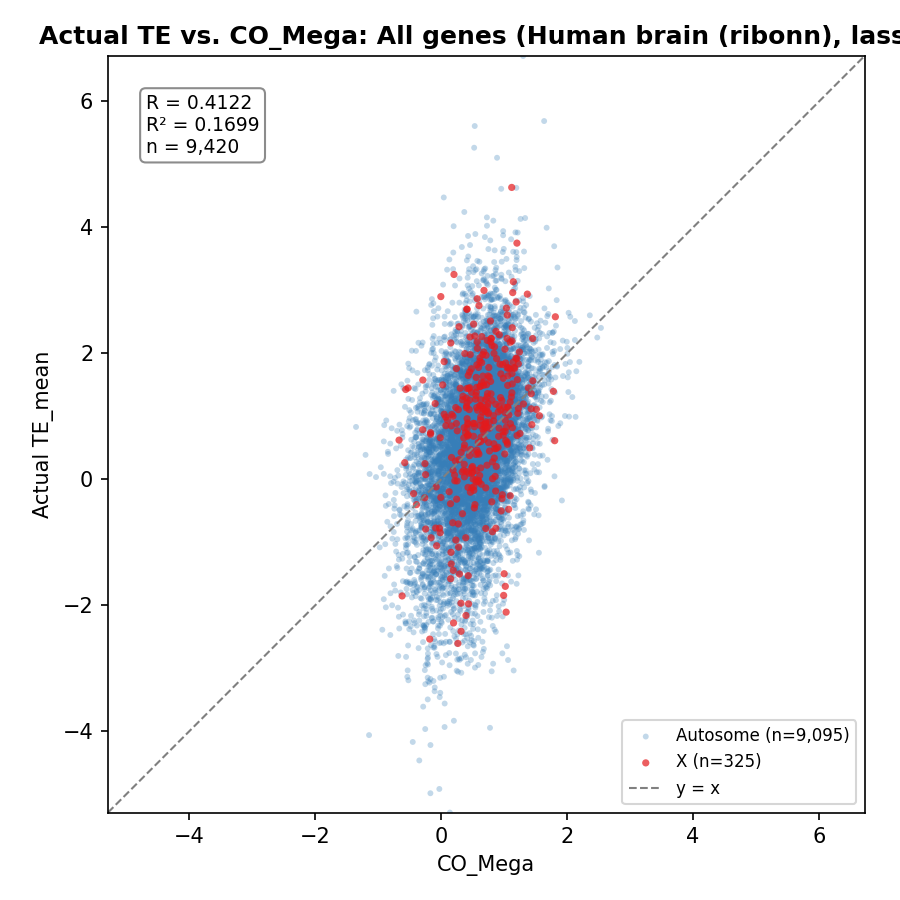 Actual TE vs. CO_Mega: All genes (Human brain (ribonn), lass
R = 0.4122
R² = 0.1699
n = 9,420
6
4
2
0
−2
−4
Actual TE_mean
Autosome (n=9,095)
X (n=325)
y = x
−4
−2
0
2
4
6
CO_Mega